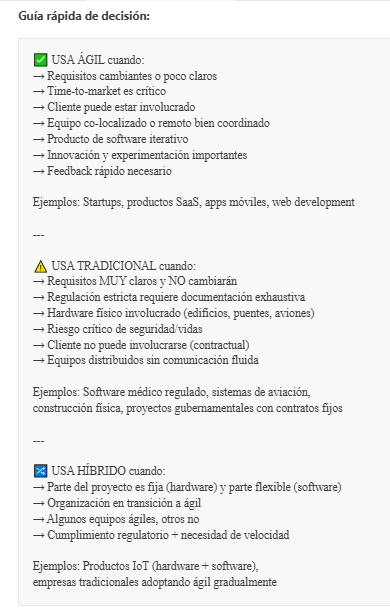 Guía rápida de decisión:
✅ USA ÁGIL cuando:
→ Requisitos cambiantes o poco claros
→ Time-to-market es crítico
→ Cliente puede estar involucrado
→ Equipo co-localizado o remoto bien coordinado
→ Producto de software iterativo
→ Innovación y experimentación importantes
→ Feedback rápido necesario
Ejemplos: Startups, productos SaaS, apps móviles, web development
---
⚠️ USA TRADICIONAL cuando:
→ Requisitos MUY claros y NO cambiarán
→ Regulación estricta requiere documentación exhaustiva
→ Hardware físico involucrado (edificios, puentes, aviones)
→ Riesgo crítico de seguridad/vidas
→ Cliente no puede involucrarse (contractual)
→ Equipos distribuidos sin comunicación fluida
Ejemplos: Software médico regulado, sistemas de aviación,
construcción física, proyectos gubernamentales con contratos fijos
---
🔀 USA HÍBRIDO cuando:
→ Parte del proyecto es fija (hardware) y parte flexible (software)
→ Organización en transición a ágil
→ Algunos equipos ágiles, otros no
→ Cumplimiento regulatorio + necesidad de velocidad
Ejemplos: Productos IoT (hardware + software),
empresas tradicionales adoptando ágil gradualmente